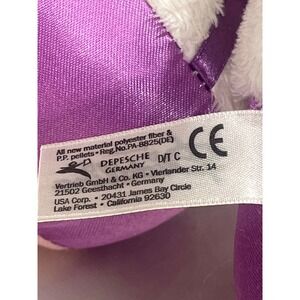 All new material polyester fiber &
P.P. pellets • Reg.No.PA-8825(DE)
DEPESCHE D/T C
GERMANY
CE
Vertrieb GmbH & Co. KG • Vierlander Str. 14
21502 Geesthacht • Germany
USA Corp. • 20431 James Bay Circle
Lake Forest • California 92630